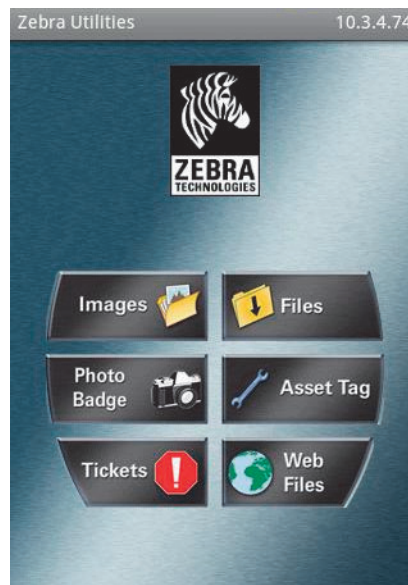 Zebra Utilities 10.3.4.74
ZEBRA
TECHNOLOGIES
Images
Files
Photo
Badge
Asset Tag
Tickets
Web
Files